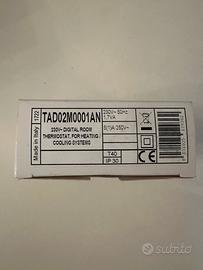 Made in Italy
1722
TAD02M0001AN
230V~ DIGITAL ROOM
THERMOSTAT, FOR HEATING /
COOLING SYSTEMS
230V~ 50Hz
1.7VA
5(1)A 250V~
T40
IP 30
subito